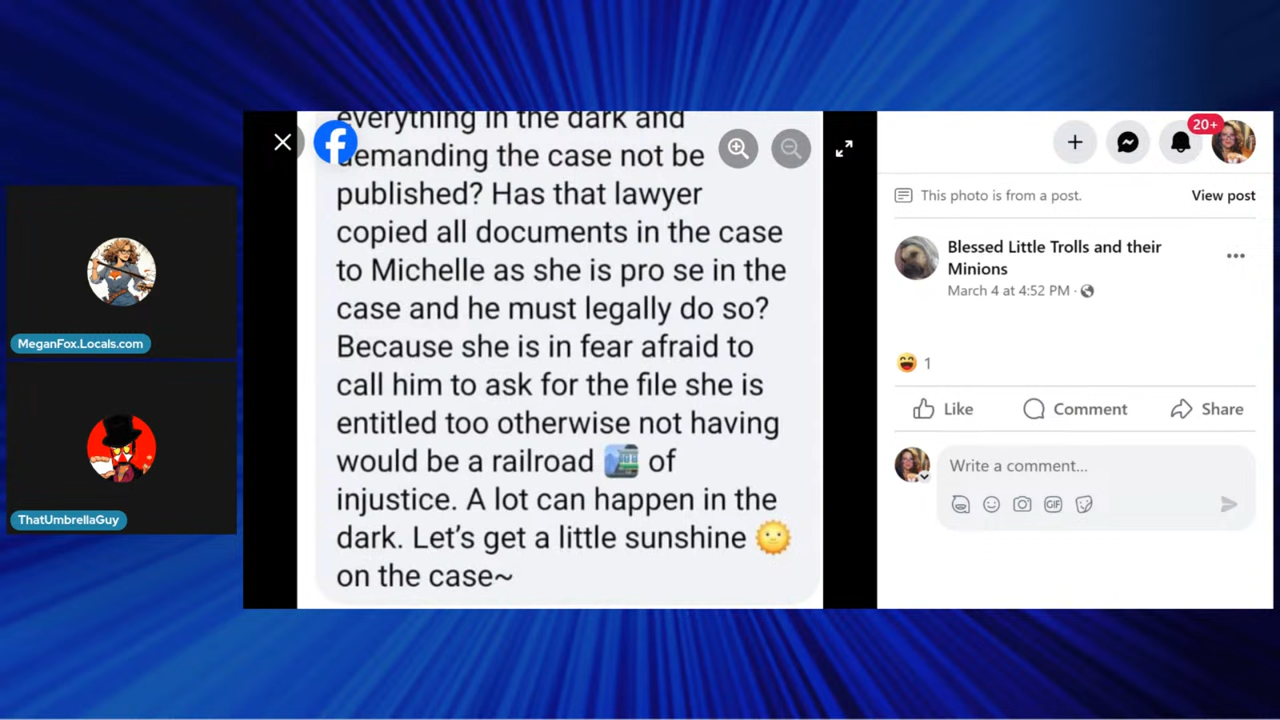 everything in the dark and
demanding the case not be
published? Has that lawyer
copied all documents in the case
to Michelle as she is pro se in the
case and he must legally do so?
Because she is in fear afraid to
call him to ask for the file she is
entitled too otherwise not having
would be a railroad 🚈 of
injustice. A lot can happen in the
dark. Let's get a little sunshine 🌞
on the case~
20+
This photo is from a post.
View post
Blessed Little Trolls and their
Minions
March 4 at 4:52 PM ·
1
Like
Comment
Share
Write a comment...
GIF
MeganFox.Locals.com
ThatUmbrellaGuy